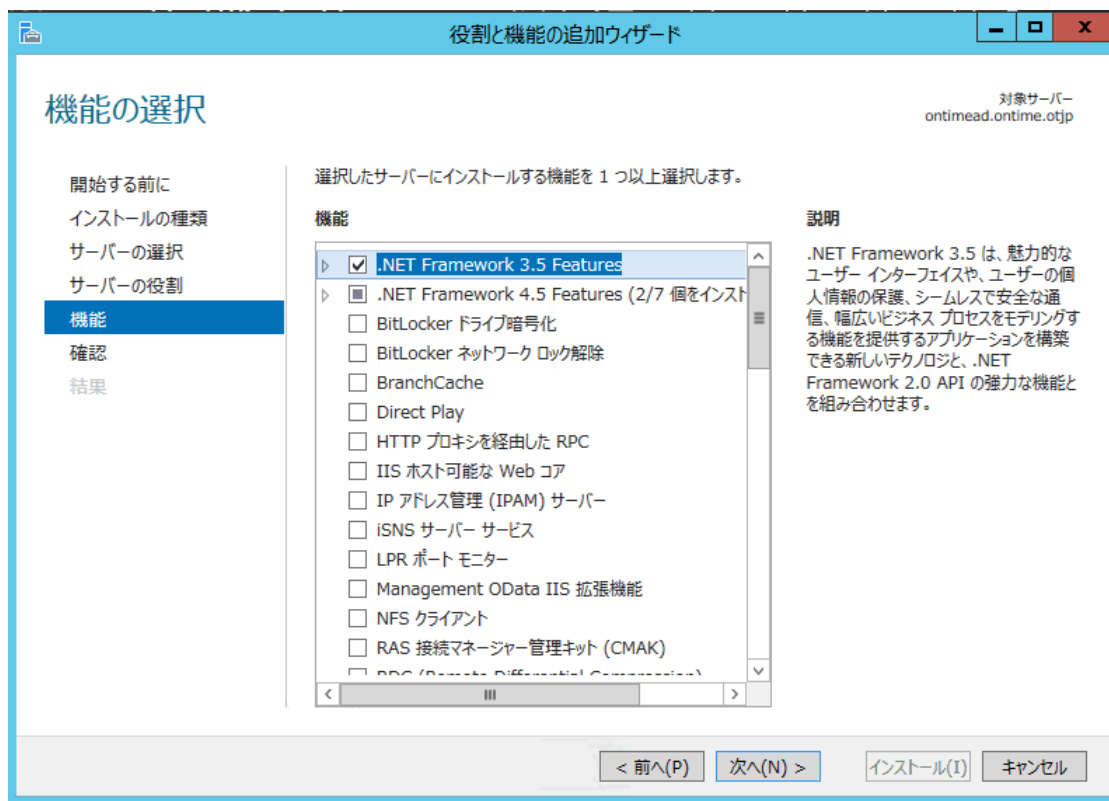 役割と機能の追加ウィザード
機能の選択
対象サーバー
ontimead.ontime.otjp
開始する前に
インストールの種類
サーバーの選択
サーバーの役割
機能
確認
結果
選択したサーバーにインストールする機能を 1 つ以上選択します。
機能
.NET Framework 3.5 Features
.NET Framework 4.5 Features (2/7 個をインスト
BitLocker ドライブ暗号化
BitLocker ネットワーク ロック解除
BranchCache
Direct Play
HTTP プロキシを経由した RPC
IIS ホスト可能な Web コア
IP アドレス管理 (IPAM) サーバー
iSNS サーバー サービス
LPR ポート モニター
Management OData IIS 拡張機能
NFS クライアント
RAS 接続マネージャー管理キット (CMAK)
RDC (Remote Differential Compression)
説明
.NET Framework 3.5 は、魅力的な
ユーザー インターフェイスや、ユーザーの個
人情報の保護、シームレスで安全な通
信、幅広いビジネス プロセスをモデリングす
る機能を提供するアプリケーションを構築
できる新しいテクノロジと、.NET
Framework 2.0 API の強力な機能と
を組み合わせます。
< 前へ(P)
次へ(N) >
インストール(I)
キャンセル